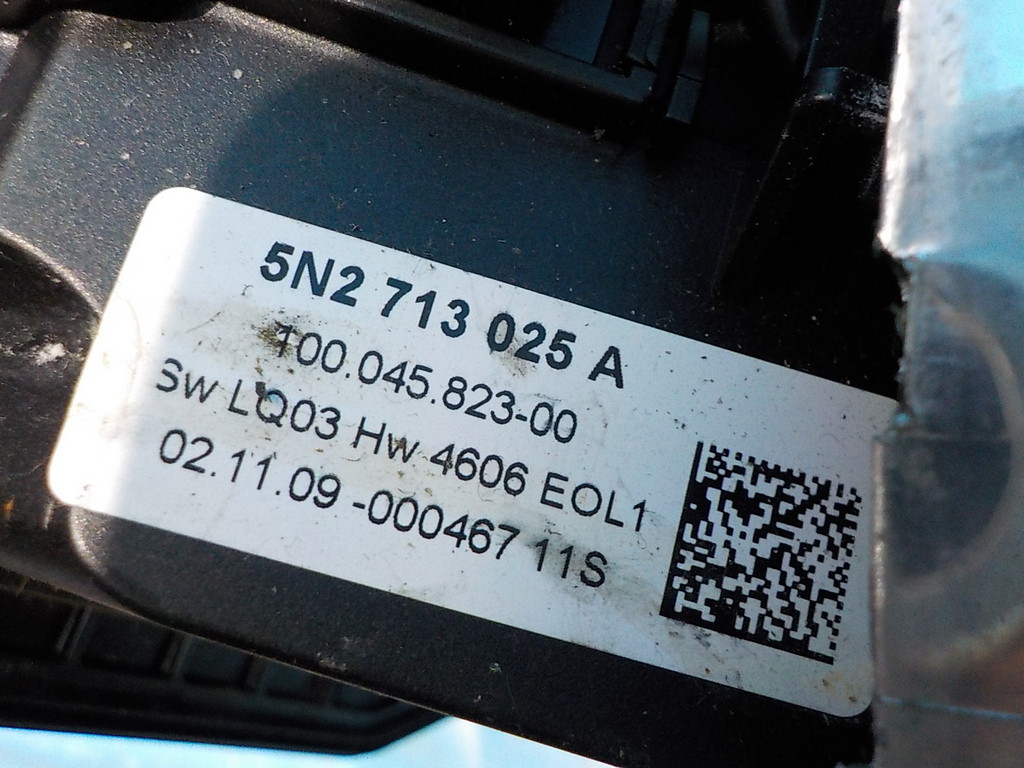 5N2 713 025 A
100.045.823-00
Sw LQ03 Hw 4606 EOL1
02.11.09 -000467 11S